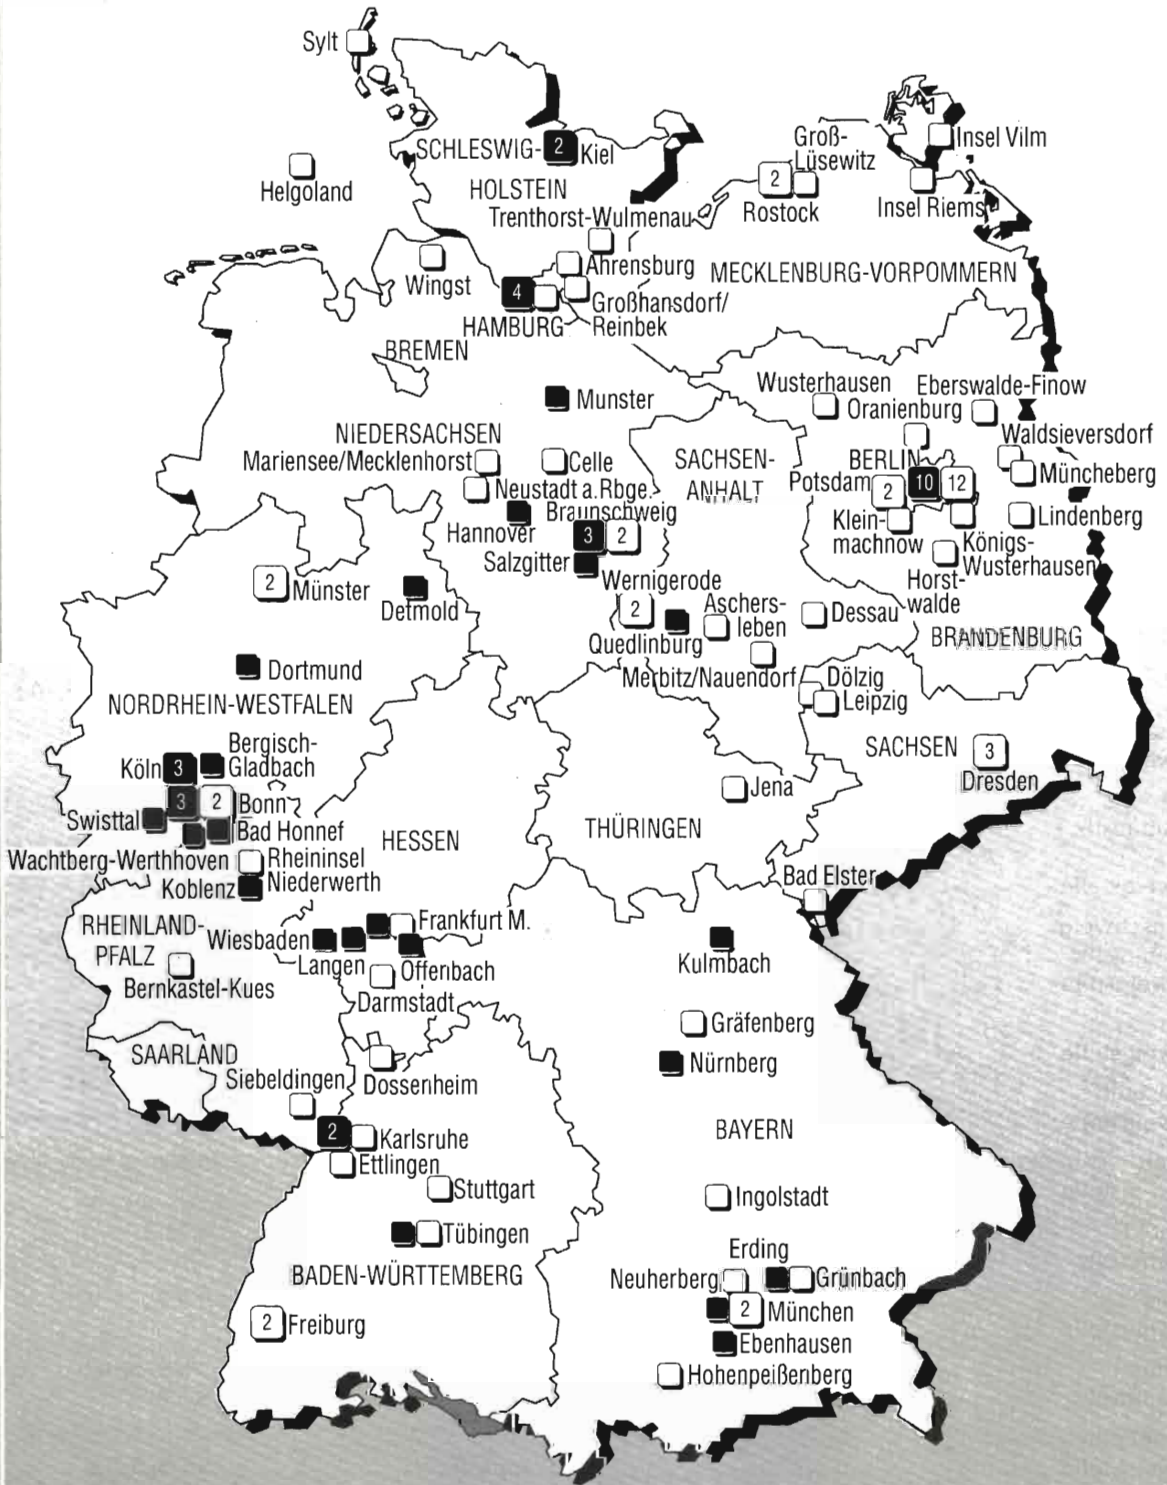 Sylt
SCHLESWIG-
2
Kiel
HOLSTEIN
Helgoland
Groß-
Lüsewitz
2
Rostock
Insel Vilm
Insel Riems
Trenthorst-Wulmenau
Ahrensburg
Wingst
4
Großhansdorf/
HAMBURG
Reinbek
MECKLENBURG-VORPOMMERN
BREMEN
Munster
Wusterhausen
Eberswalde-Finow
Oranienburg
NIEDERSACHSEN
Mariensee/Mecklenhorst
Celle
SACHSEN-
ANHALT
BERLIN
Waldsieversdorf
Müncheberg
Potsdam
2
10
12
Neustadt a.Rbge.
Hannover
Braunschweig
3
2
Salzgitter
Klein-
machnow
Lindenberg
Königs-
Wusterhausen
Horst-
walde
2
Münster
Detmold
Wernigerode
2
Quedlinburg
Aschers-
leben
Dessau
BRANDENBURG
Merbitz/Nauendorf
Dölzig
Leipzig
Dortmund
NORDRHEIN-WESTFALEN
SACHSEN
3
Dresden
Bergisch-
Gladbach
Köln
3
3
2
Bonn
Swisttal
Bad Honnef
Wachtberg-Werthhoven
Rheininsel
Niederwerth
Koblenz
HESSEN
Jena
THÜRINGEN
Bad Elster
RHEINLAND-
PFALZ
Wiesbaden
Frankfurt M.
Langen
Offenbach
Bernkastel-Kues
Darmstadt
Kulmbach
Gräfenberg
Nürnberg
SAARLAND
Siebeldingen
Dossenheim
2
Karlsruhe
Ettlingen
BAYERN
Stuttgart
Ingolstadt
Tübingen
BADEN-WÜRTTEMBERG
Erding
Neuherberg
Grünbach
2
München
2
Freiburg
Ebenhausen
Hohenpeißenberg